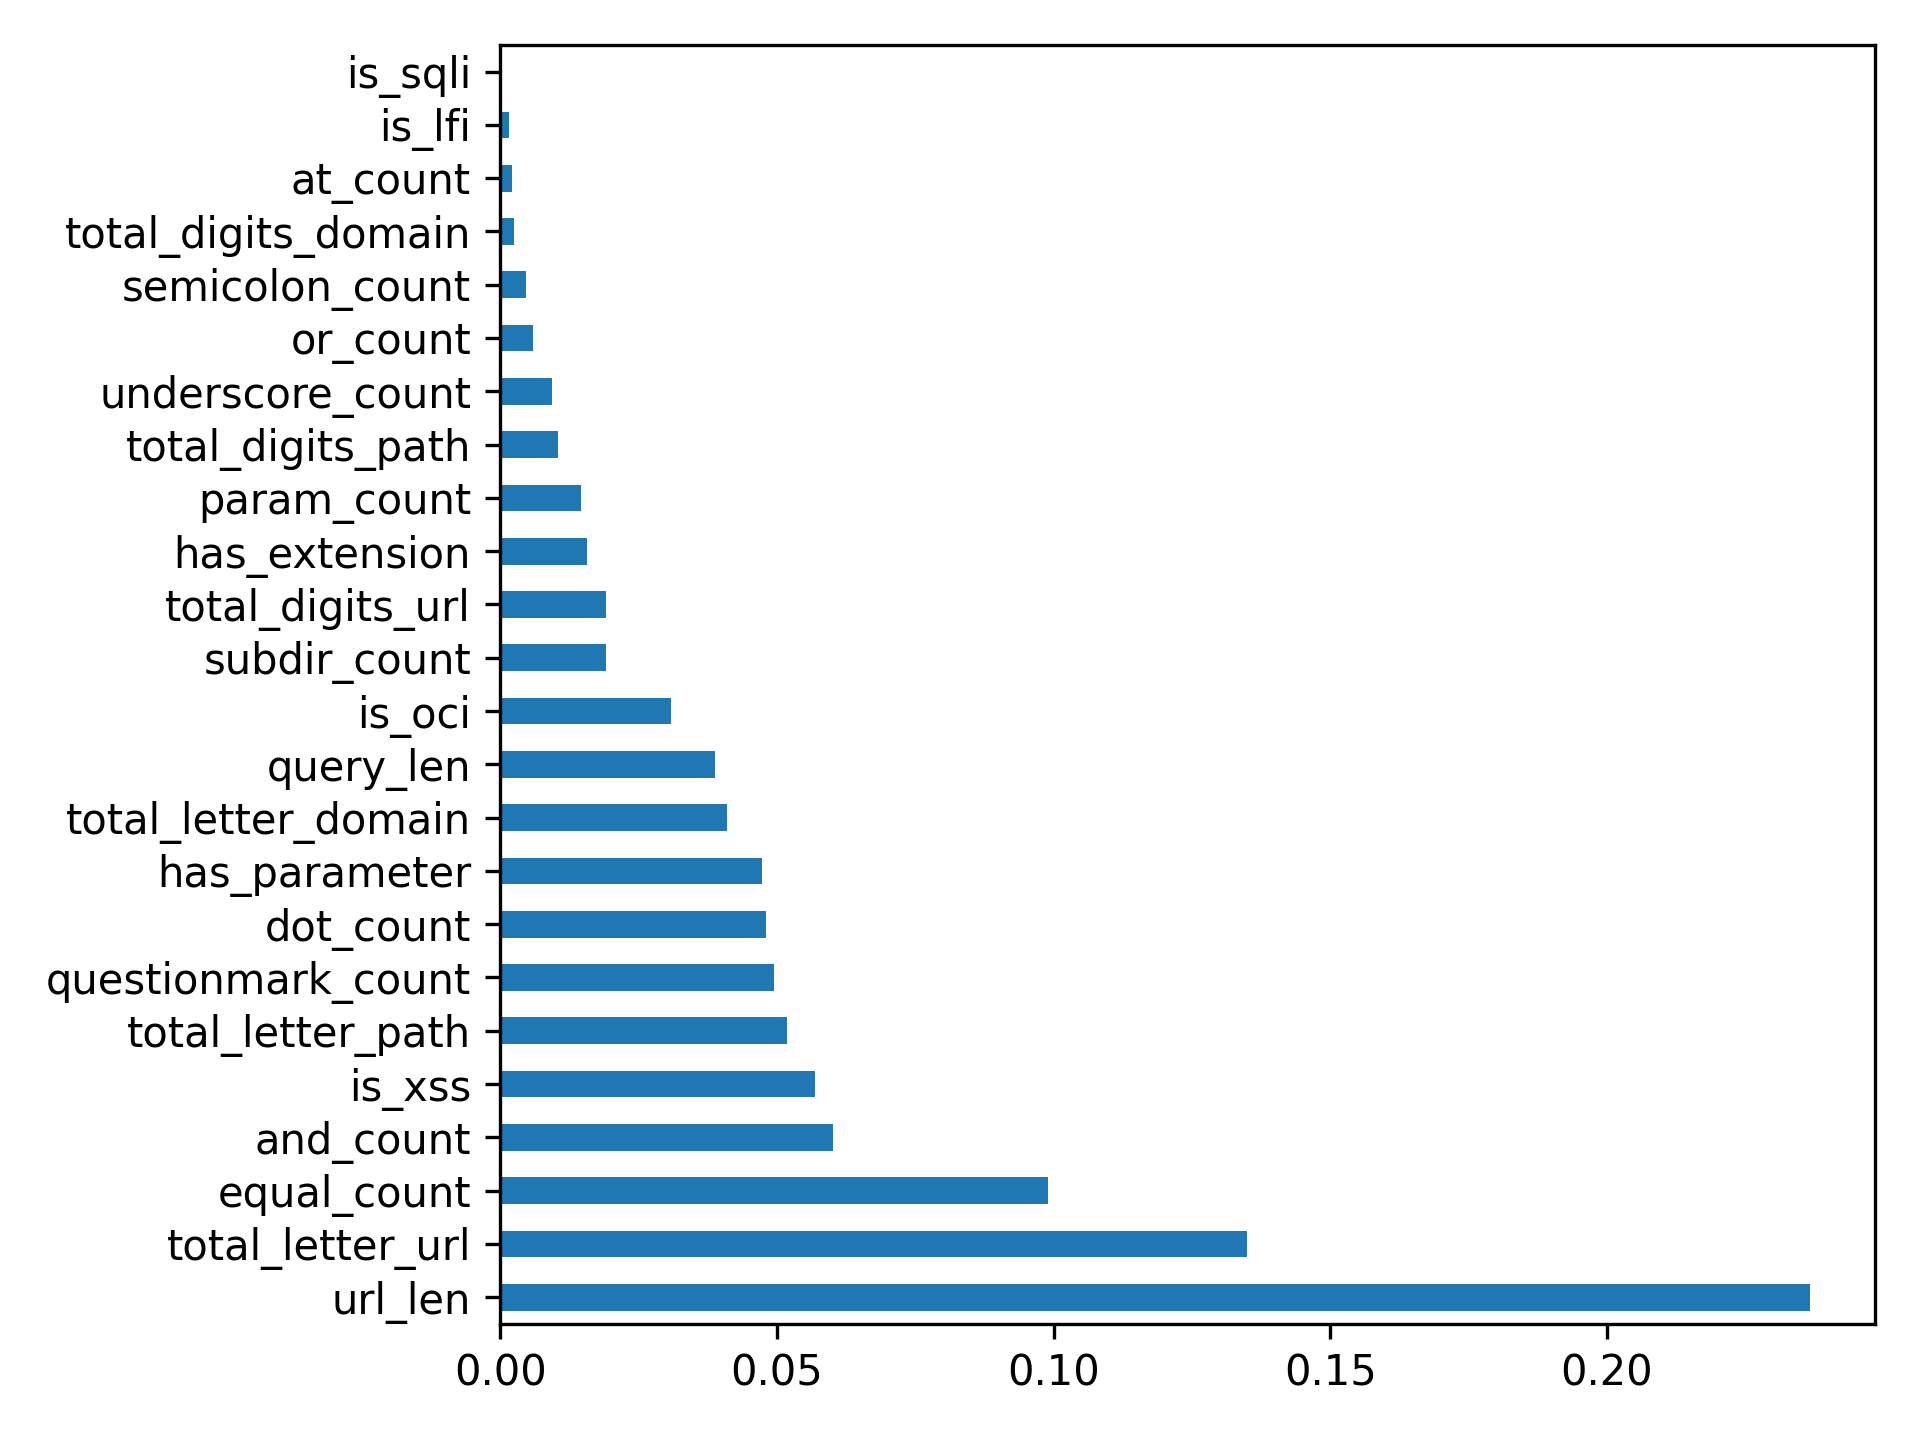 is_sqli
is_lfi
at_count
total_digits_domain
semicolon_count
or_count
underscore_count
total_digits_path
param_count
has_extension
total_digits_url
subdir_count
is_oci
query_len
total_letter_domain
has_parameter
dot_count
questionmark_count
total_letter_path
is_xss
and_count
equal_count
total_letter_url
url_len
0.00 0.05 0.10 0.15 0.20